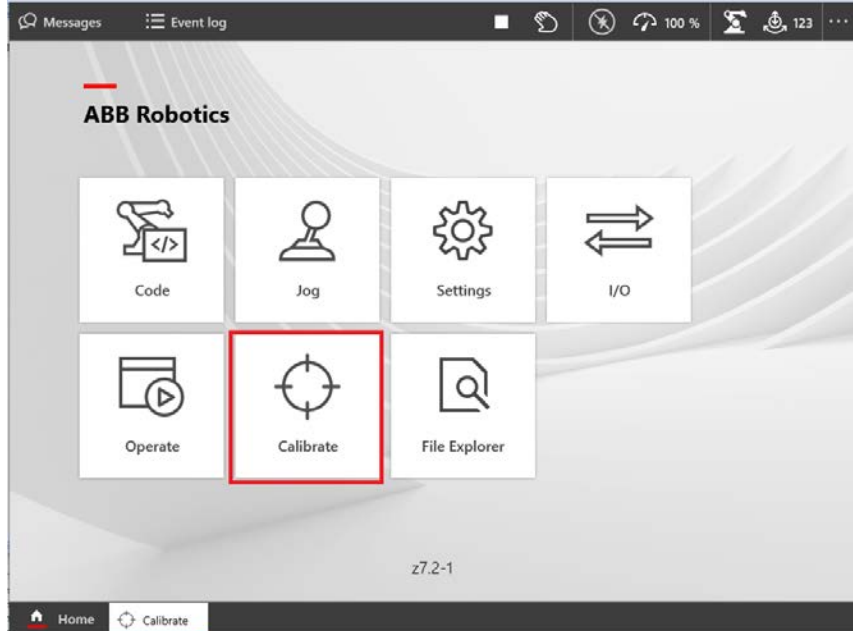 Messages Event log 100 % 123 ...
ABB Robotics
</>
Code Jog Settings I/O
Operate Calibrate File Explorer
z7.2-1
Home Calibrate